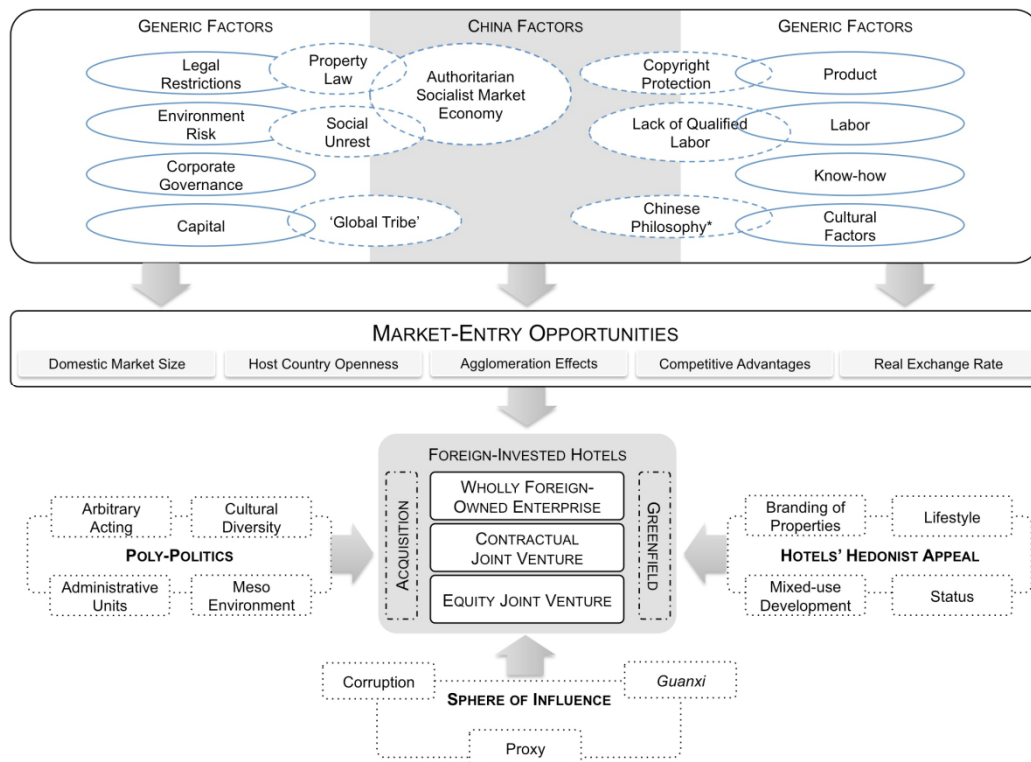 GENERIC FACTORS
CHINA FACTORS
GENERIC FACTORS
Legal
Restrictions
Property
Law
Authoritarian
Socialist Market
Economy
Copyright
Protection
Product
Environment
Risk
Social
Unrest
Lack of Qualified
Labor
Labor
Corporate
Governance
Know-how
Capital
'Global Tribe'
Chinese
Philosophy*
Cultural
Factors
MARKET-ENTRY OPPORTUNITIES
Domestic Market Size
Host Country Openness
Agglomeration Effects
Competitive Advantages
Real Exchange Rate
FOREIGN-INVESTED HOTELS
ACQUISITION
WHOLLY FOREIGN-
OWNED ENTERPRISE
CONTRACTUAL
JOINT VENTURE
EQUITY JOINT VENTURE
GREENFIELD
Arbitrary
Acting
Cultural
Diversity
POLY-POLITICS
Administrative
Units
Meso
Environment
Branding of
Properties
Lifestyle
HOTELS' HEDONIST APPEAL
Mixed-use
Development
Status
Corruption
Guanxi
SPHERE OF INFLUENCE
Proxy